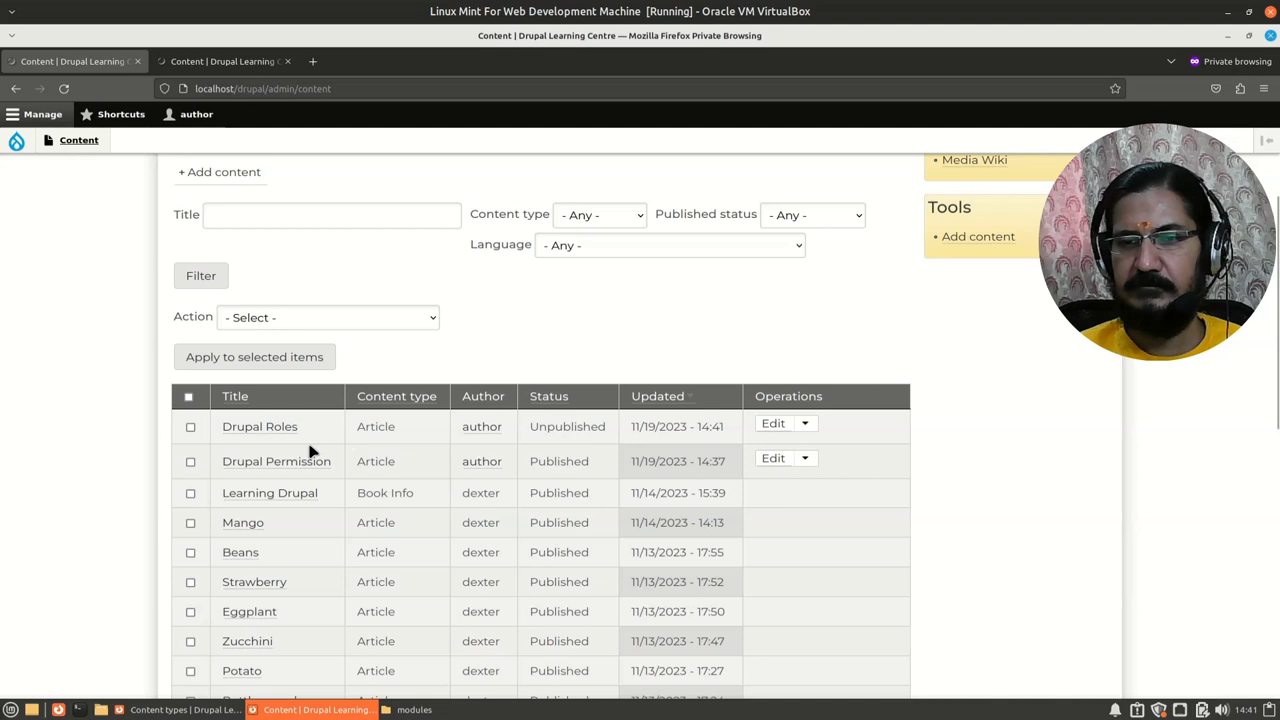 Linux Mint For Web Development Machine [Running] - Oracle VM VirtualBox
Content | Drupal Learning Centre — Mozilla Firefox Private Browsing
Content | Drupal Learning C
Content | Drupal Learning C
Private browsing
localhost/drupal/admin/content
Manage
Shortcuts
author
Content
Media Wiki
+ Add content
Tools
Add content
Title
Content type
- Any -
Published status
- Any -
Language
- Any -
Filter
Action
- Select -
Apply to selected items
Title Content type Author Status Updated Operations
Drupal Roles Article author Unpublished 11/19/2023 - 14:41 Edit
Drupal Permission Article author Published 11/19/2023 - 14:37 Edit
Learning Drupal Book Info dexter Published 11/14/2023 - 15:39
Mango Article dexter Published 11/14/2023 - 14:13
Beans Article dexter Published 11/13/2023 - 17:55
Strawberry Article dexter Published 11/13/2023 - 17:52
Eggplant Article dexter Published 11/13/2023 - 17:50
Zucchini Article dexter Published 11/13/2023 - 17:47
Potato Article dexter Published 11/13/2023 - 17:27
Content types | Drupal Le...
Content | Drupal Learning...
modules
14:41